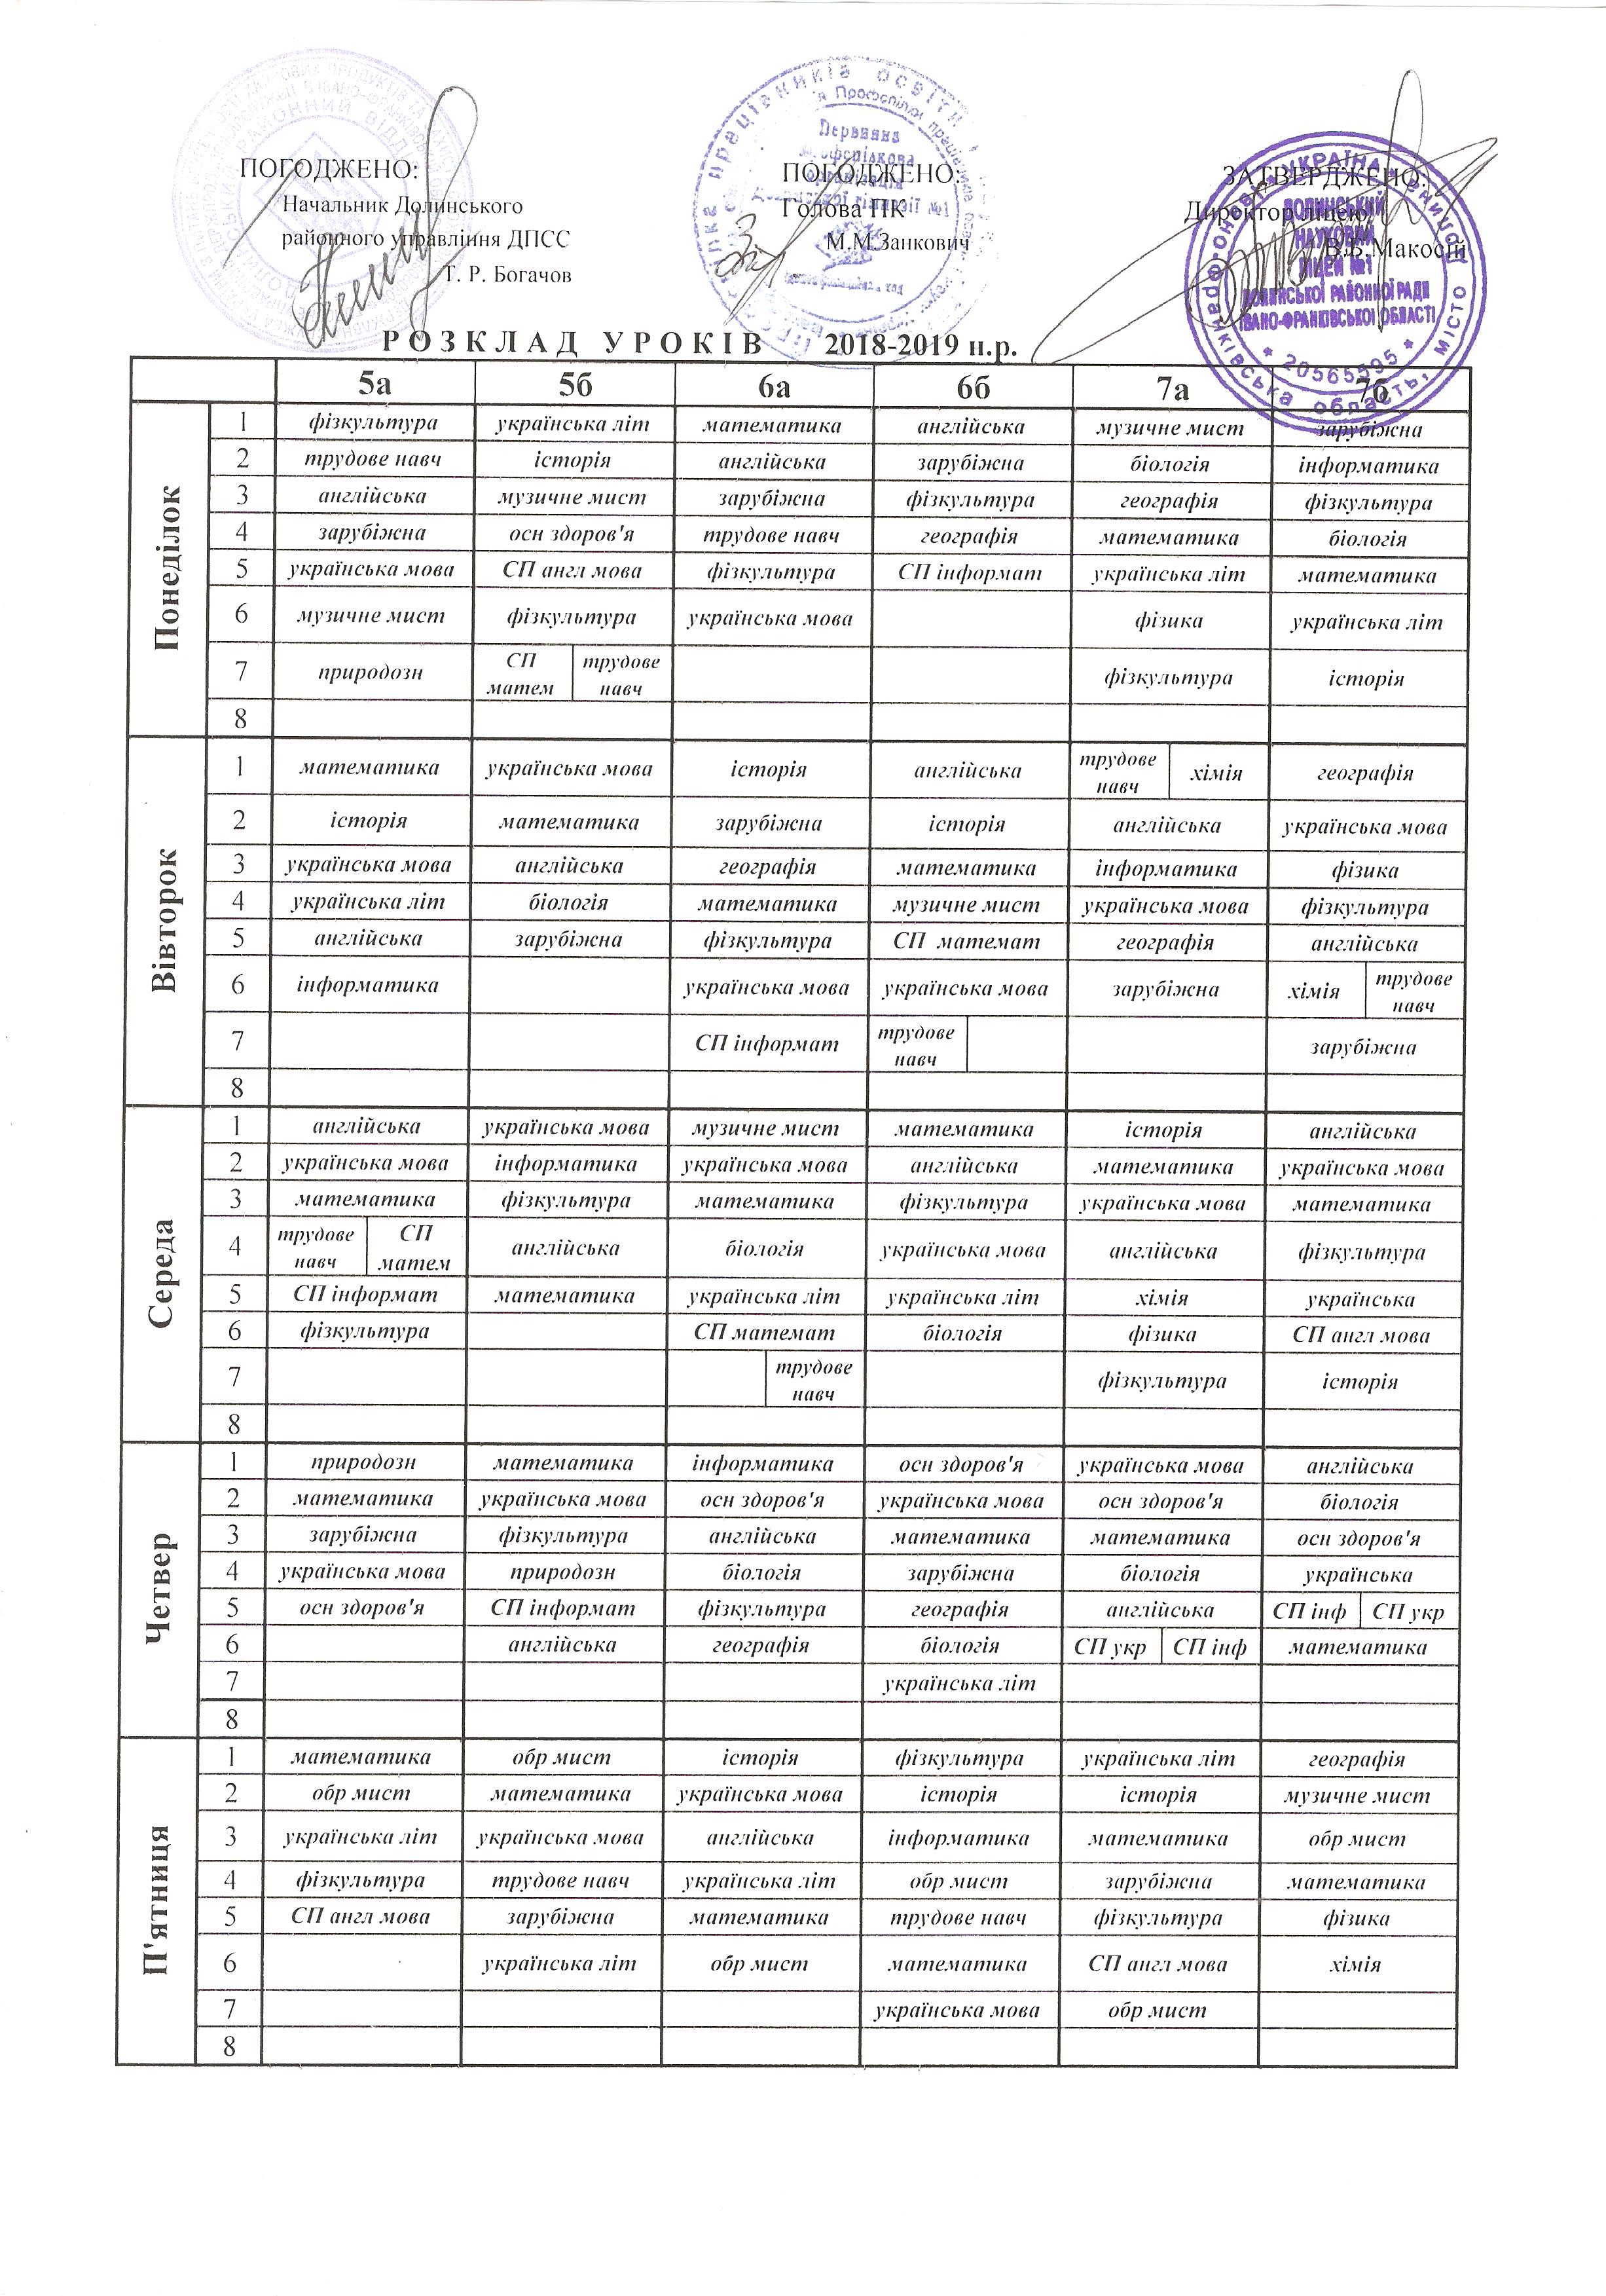 ПОГОДЖЕНО:
Начальник Долинського
районного управління ДПСС
Т. Р. Богачов
ПОГОДЖЕНО:
Голова ПК
М.М.Занкович
Первинна
організація
ЗАТВЕРДЖЕНО:
Директор ліцею
В.Б.Макосій
УКРАЇНА
ДОЛИНСЬКИЙ
НАУКОВИЙ
ЛІЦЕЙ №1
ДОЛИНСЬКОЇ РАЙОННОЇ РАДИ
ІВАНО-ФРАНКІВСЬКОЇ ОБЛАСТІ
* 20565595 *
РОЗКЛАД УРОКІВ 2018-2019 н.р.
5а 5б 6а 6б 7а 7б
Понеділок
1 фізкультура українська літ математика англійська музичне мист зарубіжна
2 трудове навч історія англійська зарубіжна біологія інформатика
3 англійська музичне мист зарубіжна фізкультура географія фізкультура
4 зарубіжна осн здоров'я трудове навч географія математика біологія
5 українська мова СП англ мова фізкультура СП інформат українська літ математика
6 музичне мист фізкультура українська мова фізика українська літ
7 природозн СП матем трудове навч фізкультура історія
8
Вівторок
1 математика українська мова історія англійська трудове навч хімія географія
2 історія математика зарубіжна історія англійська українська мова
3 українська мова англійська географія математика інформатика фізика
4 українська літ біологія математика музичне мист українська мова фізкультура
5 англійська зарубіжна фізкультура СП математ географія англійська
6 інформатика українська мова українська мова зарубіжна хімія трудове навч
7 СП інформат трудове навч зарубіжна
8
Середа
1 англійська українська мова музичне мист математика історія англійська
2 українська мова інформатика українська мова англійська математика українська мова
3 математика фізкультура математика фізкультура українська мова математика
4 трудове навч СП матем англійська біологія українська мова англійська фізкультура
5 СП інформат математика українська літ українська літ хімія українська
6 фізкультура СП математ біологія фізика СП англ мова
7 трудове навч фізкультура історія
8
Четвер
1 природозн математика інформатика осн здоров'я українська мова англійська
2 математика українська мова осн здоров'я українська мова осн здоров'я біологія
3 зарубіжна фізкультура англійська математика математика осн здоров'я
4 українська мова природозн біологія зарубіжна біологія українська
5 осн здоров'я СП інформат фізкультура географія англійська СП інф СП укр
6 англійська географія біологія СП укр СП інф математика
7 українська літ
8
П'ятниця
1 математика обр мист історія фізкультура українська літ географія
2 обр мист математика українська мова історія історія музичне мист
3 українська літ українська мова англійська інформатика математика обр мист
4 фізкультура трудове навч українська літ обр мист зарубіжна математика
5 СП англ мова зарубіжна математика трудове навч фізкультура фізика
6 українська літ обр мист математика СП англ мова хімія
7 українська мова обр мист
8